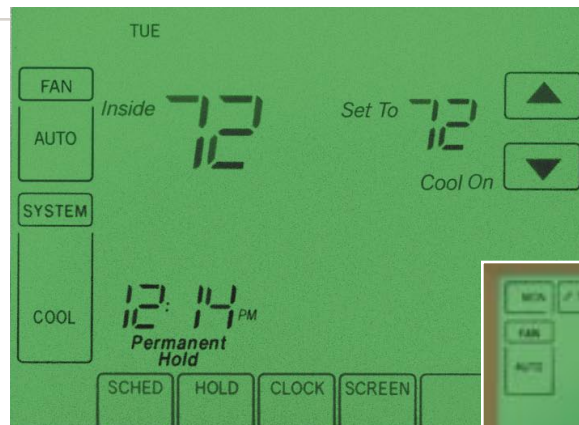 TUE
FAN
AUTO
Inside 72
Set To 72
Cool On
SYSTEM
COOL
12:14 PM
Permanent
Hold
SCHED HOLD CLOCK SCREEN
MON
FAN
AUTO